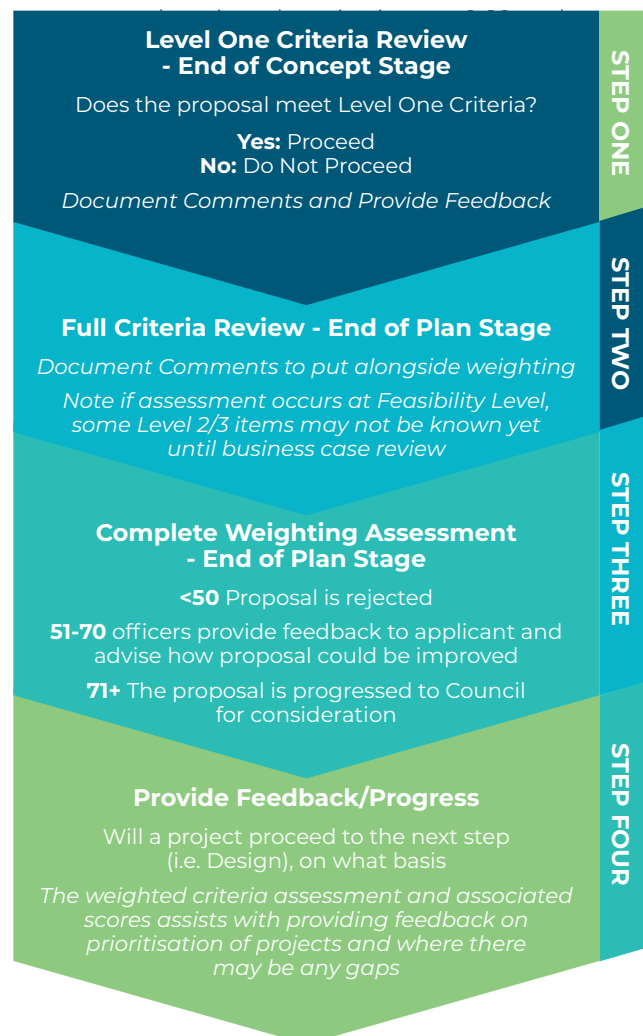 Level One Criteria Review
- End of Concept Stage
Does the proposal meet Level One Criteria?
Yes: Proceed
No: Do Not Proceed
Document Comments and Provide Feedback
STEP ONE
Full Criteria Review - End of Plan Stage
Document Comments to put alongside weighting
Note if assessment occurs at Feasibility Level,
some Level 2/3 items may not be known yet
until business case review
STEP TWO
Complete Weighting Assessment
- End of Plan Stage
<50 Proposal is rejected
51-70 officers provide feedback to applicant and
advise how proposal could be improved
71+ The proposal is progressed to Council
for consideration
STEP THREE
Provide Feedback/Progress
Will a project proceed to the next step
(i.e. Design), on what basis
The weighted criteria assessment and associated
scores assists with providing feedback on
prioritisation of projects and where there
may be any gaps
STEP FOUR